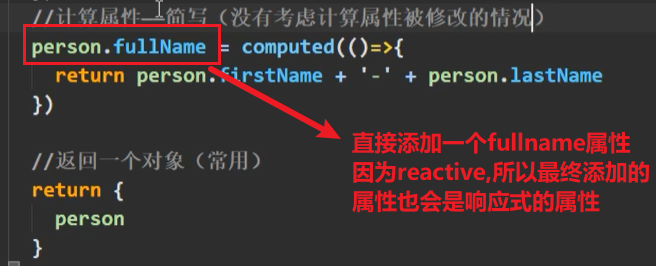 //计算属性——简写（没有考虑计算属性被修改的情况）
person.fullName = computed(()=>{
return person.firstName + '-' + person.lastName
})
直接添加一个fullname属性
因为reactive,所以最终添加的
属性也会是响应式的属性
//返回一个对象（常用）
return {
person
}